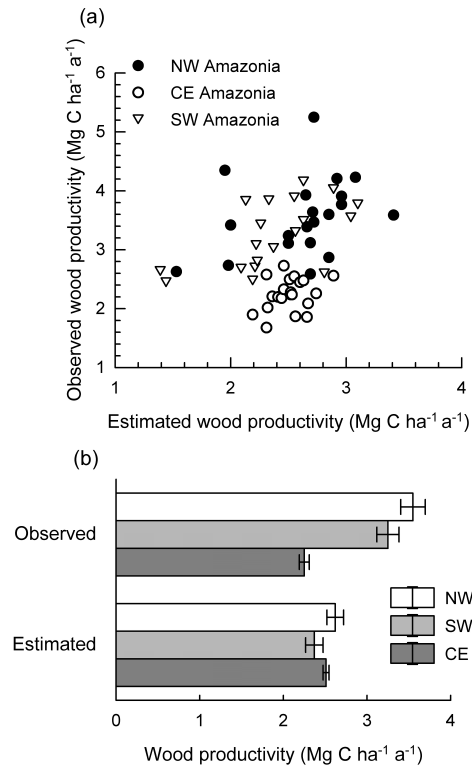 (a)
NW Amazonia
CE Amazonia
SW Amazonia
Observed wood productivity (Mg C ha⁻¹ a⁻¹)
6
5
4
3
2
1
1 2 3 4
Estimated wood productivity (Mg C ha⁻¹ a⁻¹)
(b)
Observed
Estimated
NW
SW
CE
0 1 2 3 4
Wood productivity (Mg C ha⁻¹ a⁻¹)